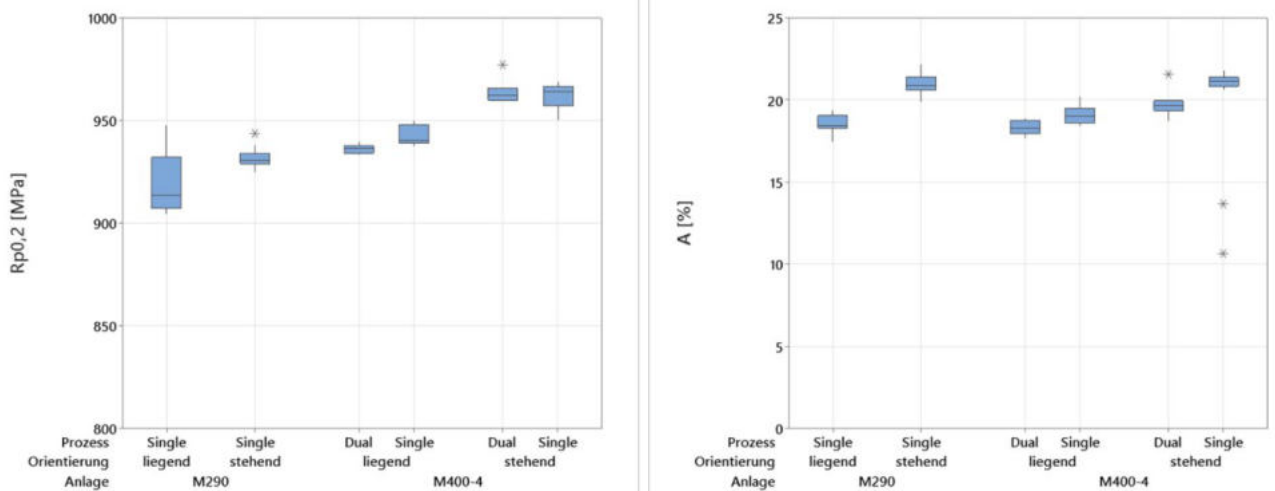 1000
950
900
850
800
Rp0,2 [MPa]
Prozess Single Single Dual Single Dual Single
Orientierung liegend stehend liegend stehend
Anlage M290 M400-4
25
20
15
10
5
0
A [%]
Prozess Single Single Dual Single Dual Single
Orientierung liegend stehend liegend stehend
Anlage M290 M400-4